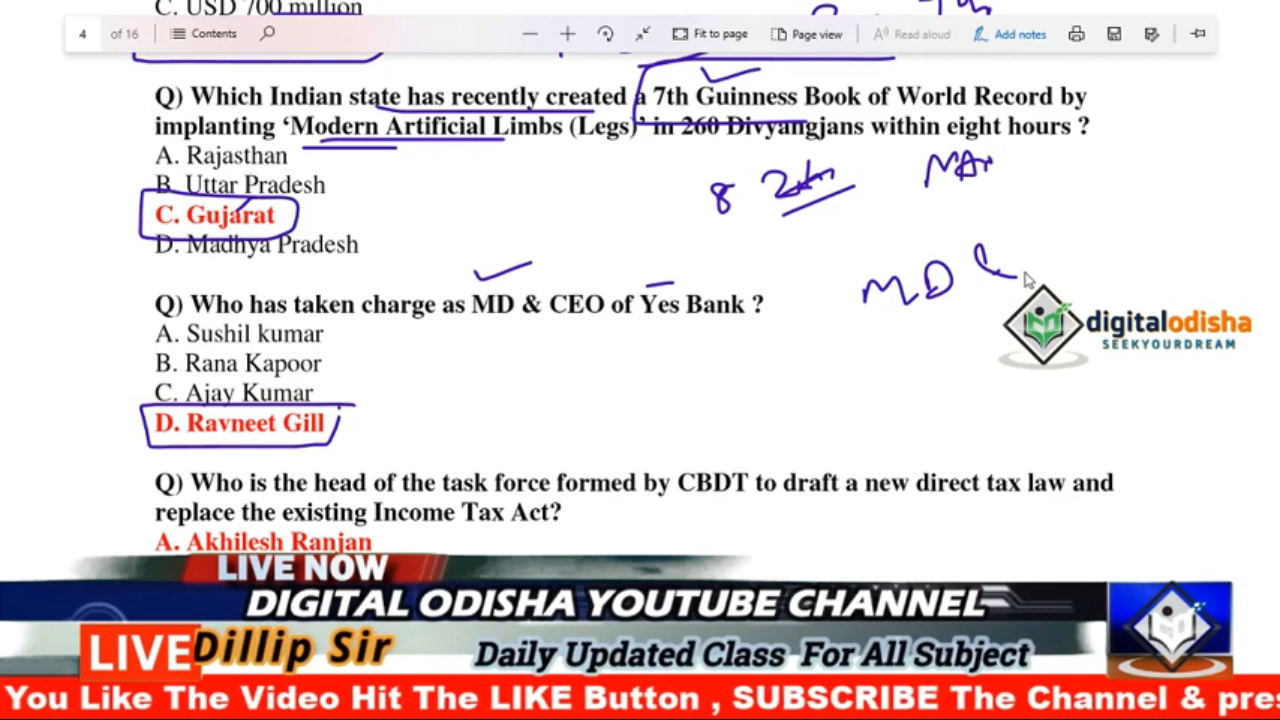 C. USD 700 million
4 of 16 Contents Fit to page Page view Read aloud Add notes
Q) Which Indian state has recently created a 7th Guinness Book of World Record by
implanting ‘Modern Artificial Limbs (Legs)’ in 260 Divyangjans within eight hours ?
A. Rajasthan
B. Uttar Pradesh
8
C. Gujarat
D. Madhya Pradesh
MD
Q) Who has taken charge as MD & CEO of Yes Bank ?
digitalodisha
SEEKYOURDREAM
A. Sushil kumar
B. Rana Kapoor
C. Ajay Kumar
D. Ravneet Gill
Q) Who is the head of the task force formed by CBDT to draft a new direct tax law and
replace the existing Income Tax Act?
A. Akhilesh Ranjan
LIVE NOW
DIGITAL ODISHA YOUTUBE CHANNEL
LIVE Dillip Sir Daily Updated Class For All Subject
You Like The Video Hit The LIKE Button , SUBSCRIBE The Channel & pres